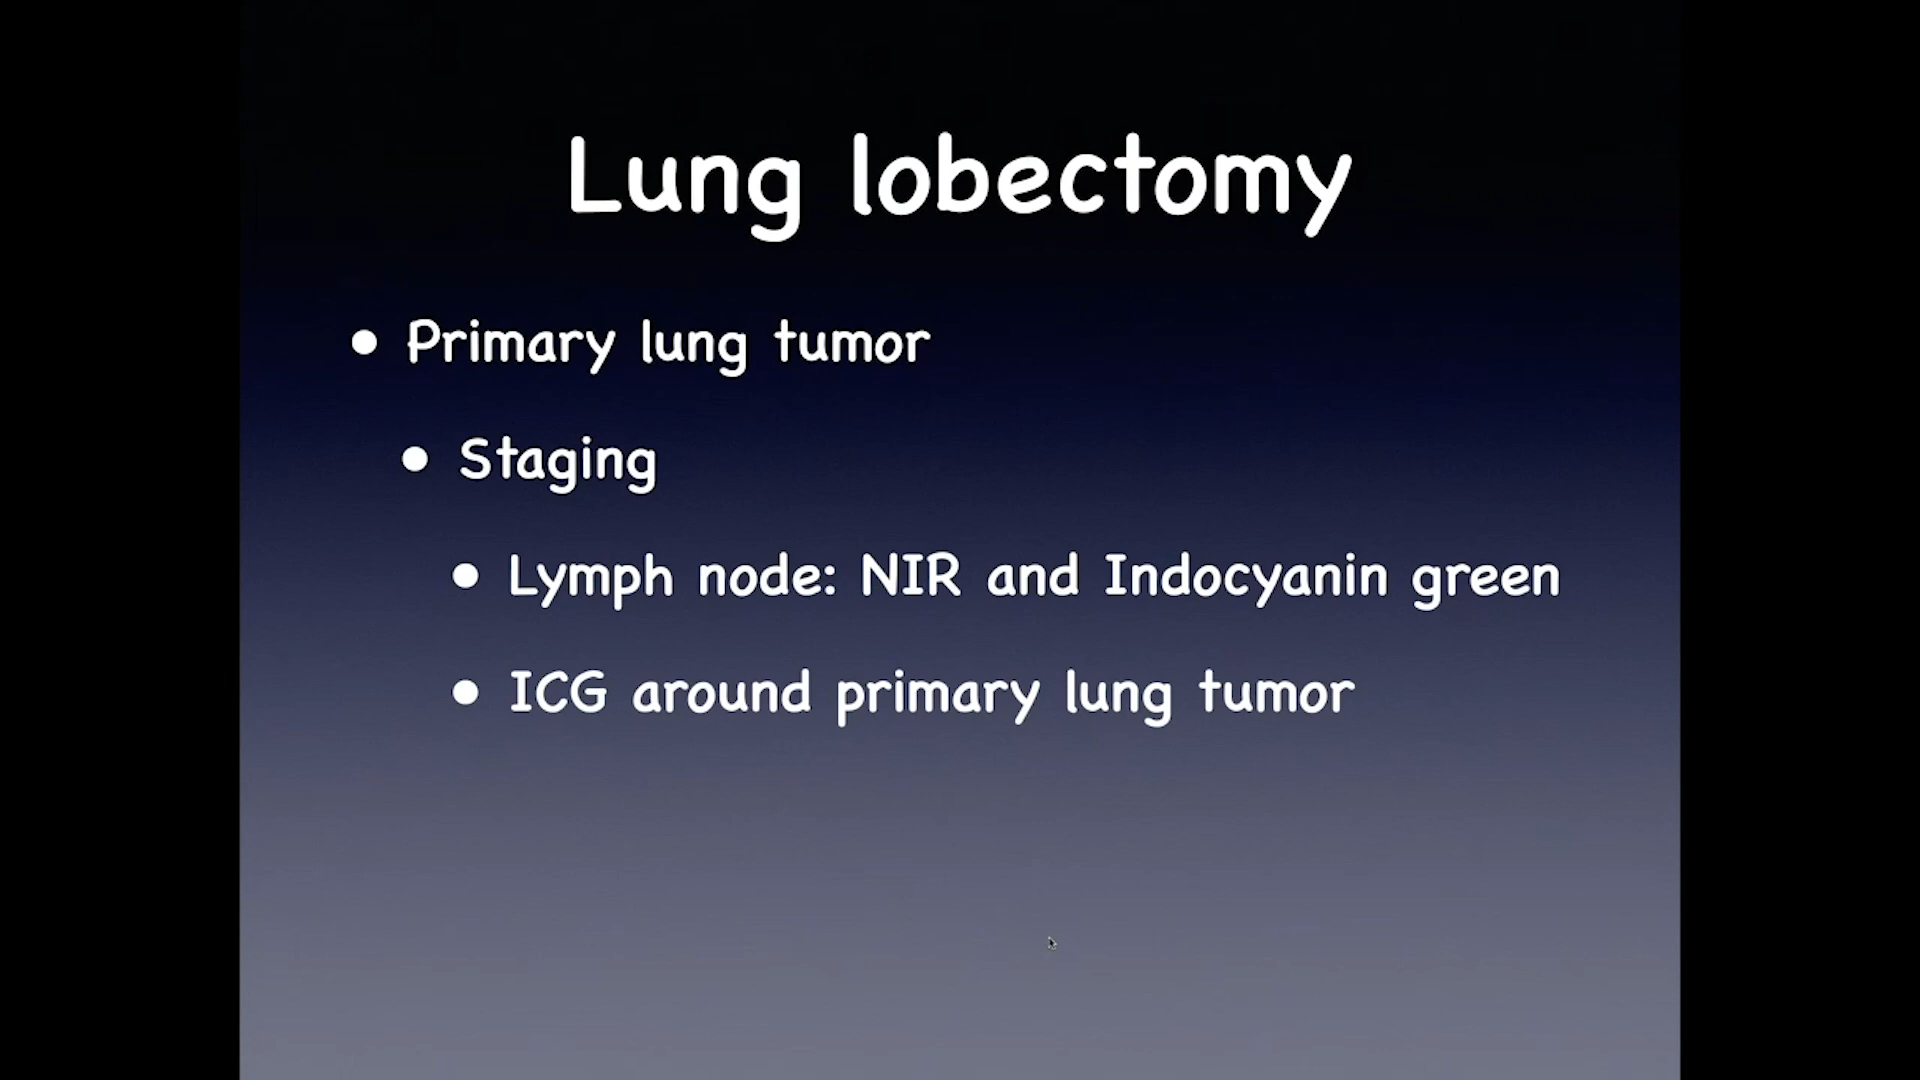 Lung lobectomy
Primary lung tumor
Staging
Lymph node: NIR and Indocyanin green
ICG around primary lung tumor